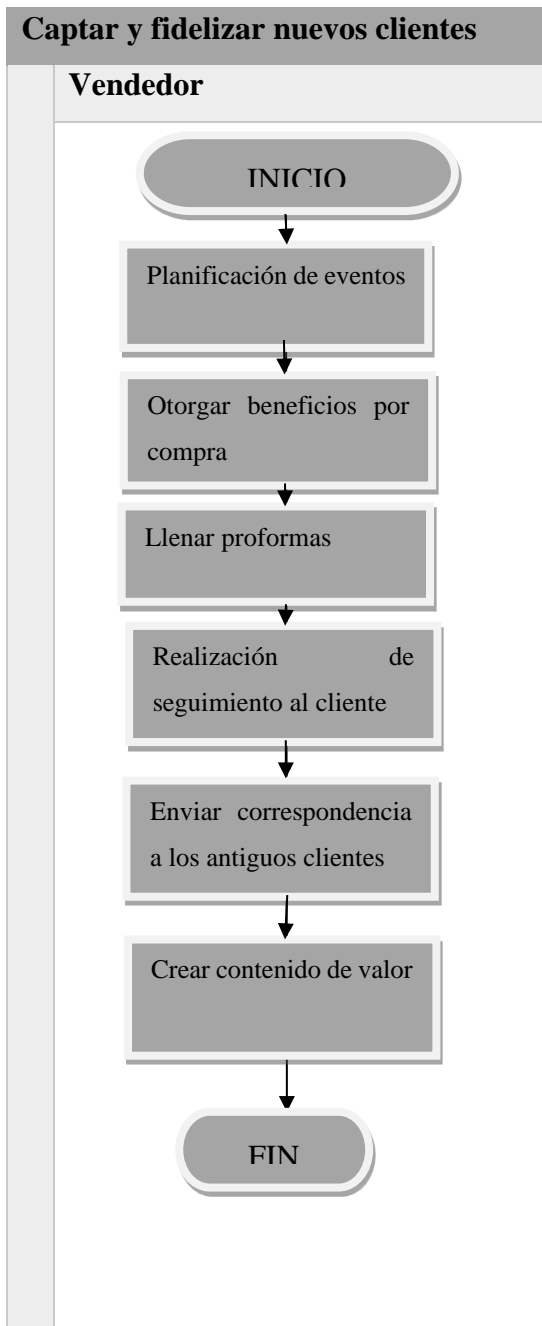 Captar y fidelizar nuevos clientes
Vendedor
INICIO
Planificación de eventos
Otorgar beneficios por
compra
Llenar proformas
Realización de
seguimiento al cliente
Enviar correspondencia
a los antiguos clientes
Crear contenido de valor
FIN